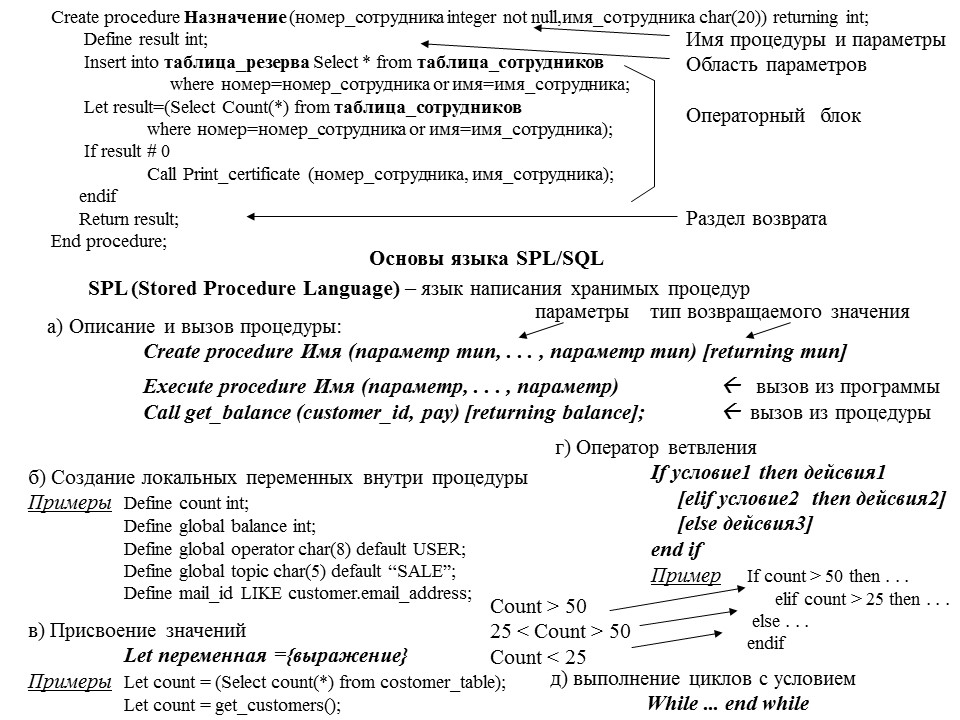 Create procedure Назначение (номер_сотрудника integer not null,имя_сотрудника char(20)) returning int;
Define result int;
Имя процедуры и параметры
Insert into таблица_резерва Select * from таблица_сотрудников
Область параметров
where номер=номер_сотрудника or имя=имя_сотрудника;
Let result=(Select Count(*) from таблица_сотрудников
Операторный блок
where номер=номер_сотрудника or имя=имя_сотрудника);
If result # 0
Call Print_certificate (номер_сотрудника, имя_сотрудника);
endif
Return result;
Раздел возврата
End procedure;
Основы языка SPL/SQL
SPL (Stored Procedure Language) – язык написания хранимых процедур
параметры тип возвращаемого значения
а) Описание и вызов процедуры:
Create procedure Имя (параметр тип, . . . , параметр тип) [returning тип]
Execute procedure Имя (параметр, . . . , параметр) ← вызов из программы
Call get_balance (customer_id, pay) [returning balance]; ← вызов из процедуры
б) Создание локальных переменных внутри процедуры
Примеры Define count int;
Define global balance int;
Define global operator char(8) default USER;
Define global topic char(5) default “SALE”;
Define mail_id LIKE customer.email_address;
в) Присвоение значений
Let переменная ={выражение}
Примеры Let count = (Select count(*) from costomer_table);
Let count = get_customers();
г) Оператор ветвления
If условие1 then дейсвия1
[elif условие2 then дейсвия2]
[else дейсвия3]
end if
Пример If count > 50 then . . .
Count > 50
elif count > 25 then . . .
25 < Count > 50
else . . .
Count < 25
endif
д) выполнение циклов с условием
While ... end while